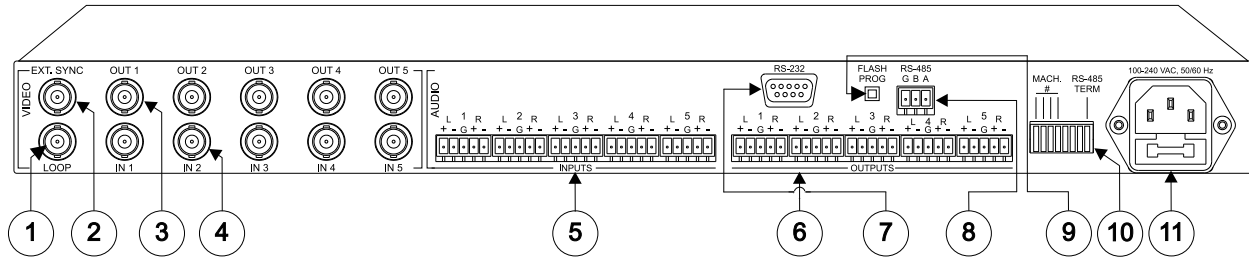 VIDEO
EXT. SYNC OUT 1 OUT 2 OUT 3 OUT 4 OUT 5
LOOP IN 1 IN 2 IN 3 IN 4 IN 5
AUDIO
L 1 R L 2 R L 3 R L 4 R L 5 R
+ - G + - + - G + - + - G + - + - G + - + - G + -
INPUTS
RS-232
FLASH
PROG
RS-485
G B A
L 1 R L 2 R L 3 R L 4 R L 5 R
+ - G + - + - G + - + - G + - + - G + - + - G + -
OUTPUTS
MACH.
#
RS-485
TERM
100-240 VAC, 50/60 Hz
1 2 3 4 5 6 7 8 9 10 11